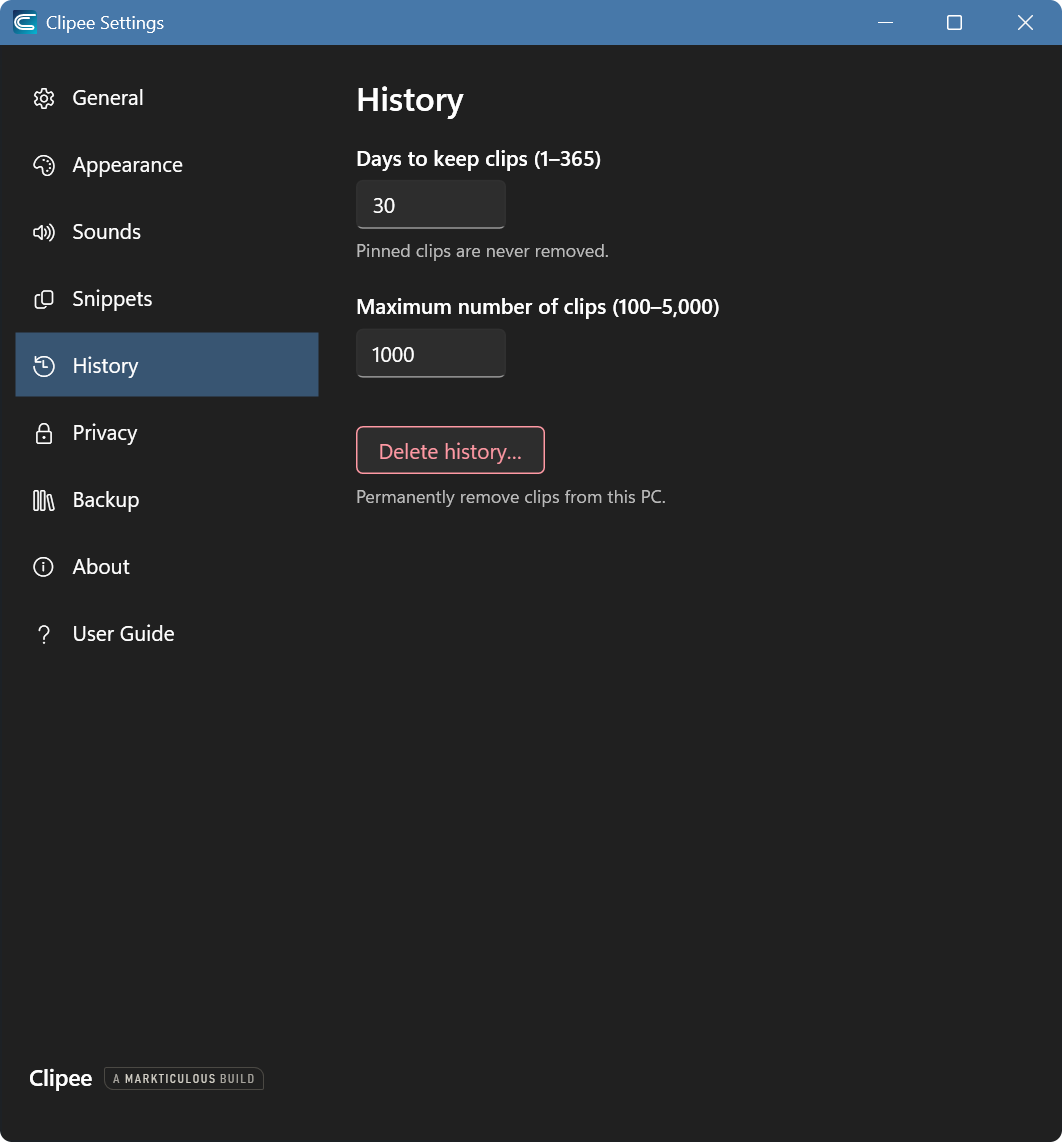 Clipee Settings
General
Appearance
Sounds
Snippets
History
Privacy
Backup
About
User Guide
History
Days to keep clips (1–365)
30
Pinned clips are never removed.
Maximum number of clips (100–5,000)
1000
Delete history...
Permanently remove clips from this PC.
Clipee
A MARKTICULOUS BUILD